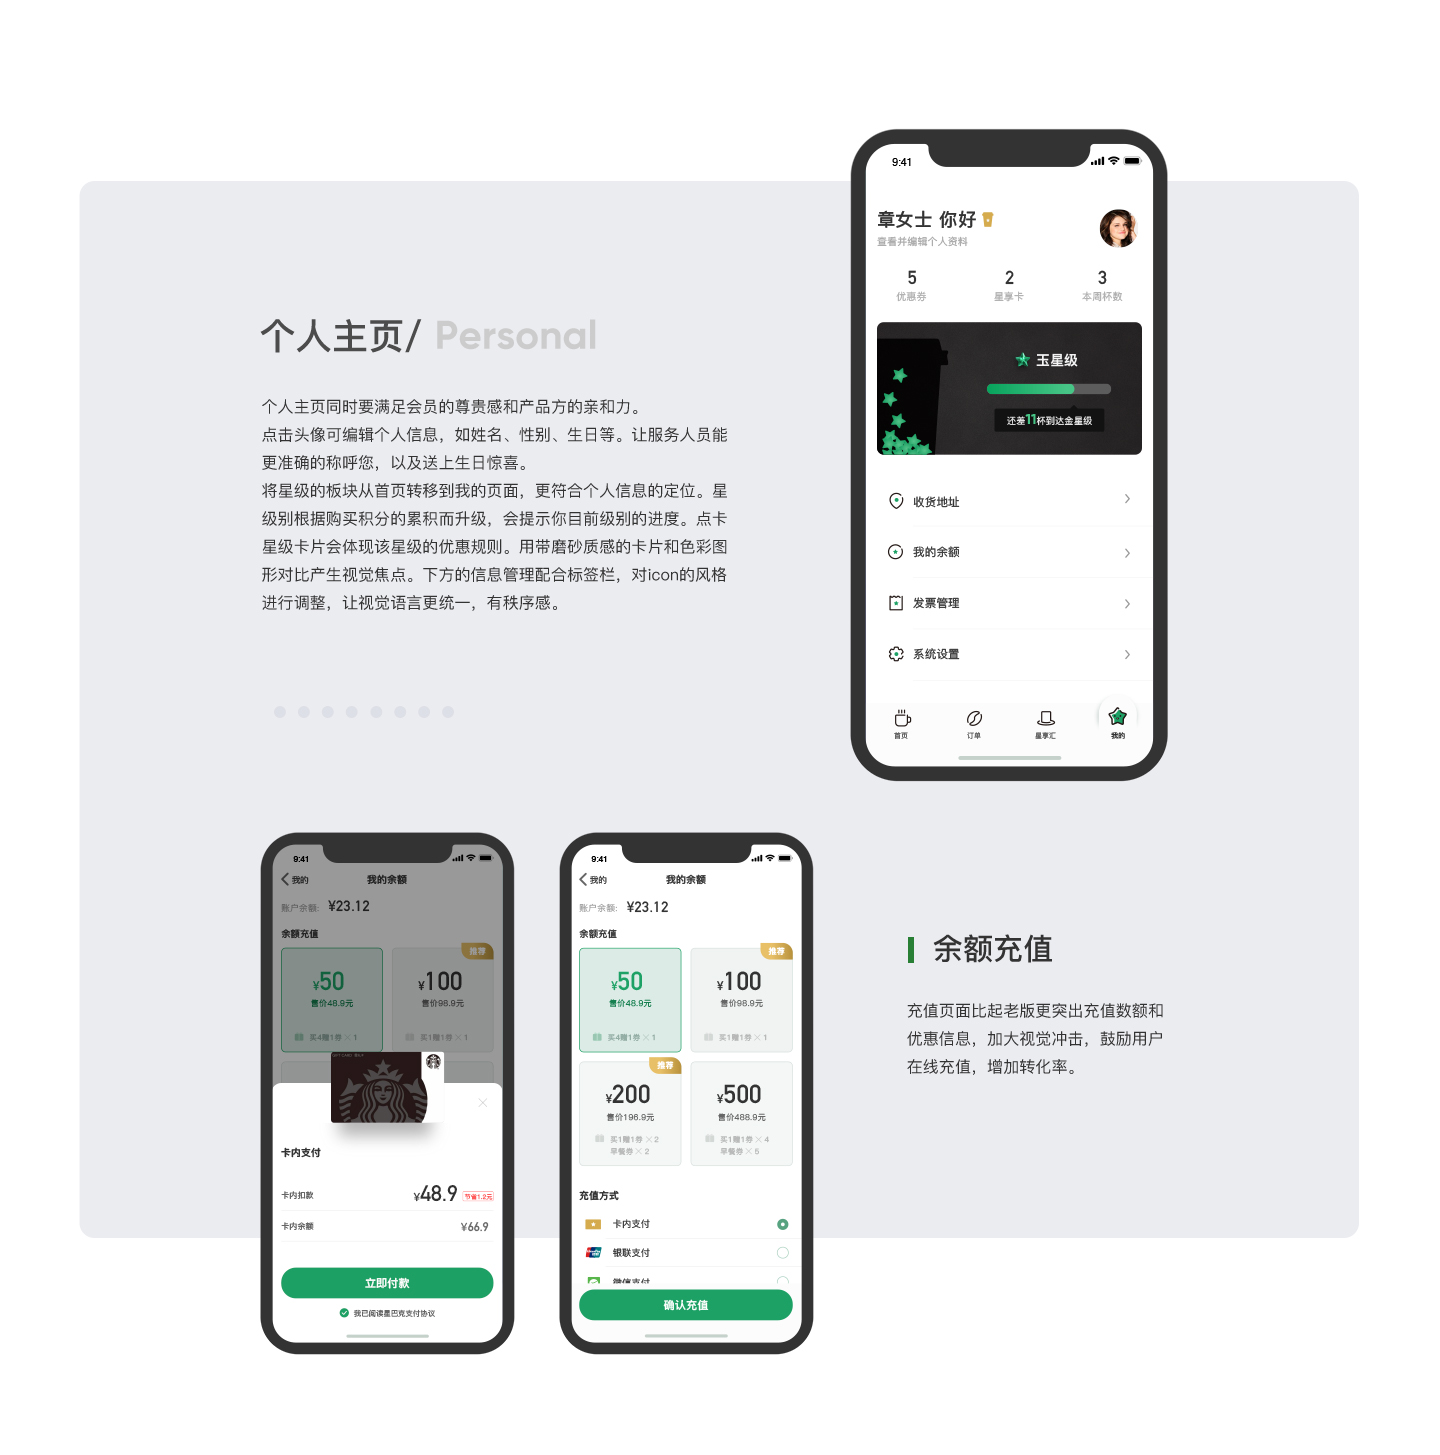 9:41
章女士 你好
查看并编辑个人资料
5
2
3
优惠券
星享卡
本周杯数
玉星级
还差11杯到达金星级
收货地址
我的余额
发票管理
系统设置
首页
订单
星享汇
我的
个人主页/ Personal
个人主页同时要满足会员的尊贵感和产品方的亲和力。
点击头像可编辑个人信息，如姓名、性别、生日等。让服务人员能
更准确的称呼您，以及送上生日惊喜。
将星级的板块从首页转移到我的页面，更符合个人信息的定位。星
级别根据购买积分的累积而升级，会提示你目前级别的进度。点卡
星级卡片会体现该星级的优惠规则。用带磨砂质感的卡片和色彩图
形对比产生视觉焦点。下方的信息管理配合标签栏，对icon的风格
进行调整，让视觉语言更统一，有秩序感。
9:41
我的
我的余额
账户余额: ¥23.12
余额充值
推荐
¥50
¥100
售价48.9元
售价98.9元
买4赠1券 × 1
买1赠1券 × 1
卡内支付
卡内扣款
¥48.9
节省1.2元
卡内余额
¥66.9
立即付款
我已阅读星巴克支付协议
9:41
我的
我的余额
账户余额: ¥23.12
余额充值
推荐
¥50
¥100
售价48.9元
售价98.9元
买4赠1券 × 1
买1赠1券 × 1
推荐
¥200
¥500
售价196.9元
售价488.9元
买1赠1券 × 2
买1赠1券 × 4
早餐券 × 2
早餐券 × 5
充值方式
卡内支付
银联支付
微信支付
确认充值
余额充值
充值页面比起老版更突出充值数额和
优惠信息，加大视觉冲击，鼓励用户
在线充值，增加转化率。